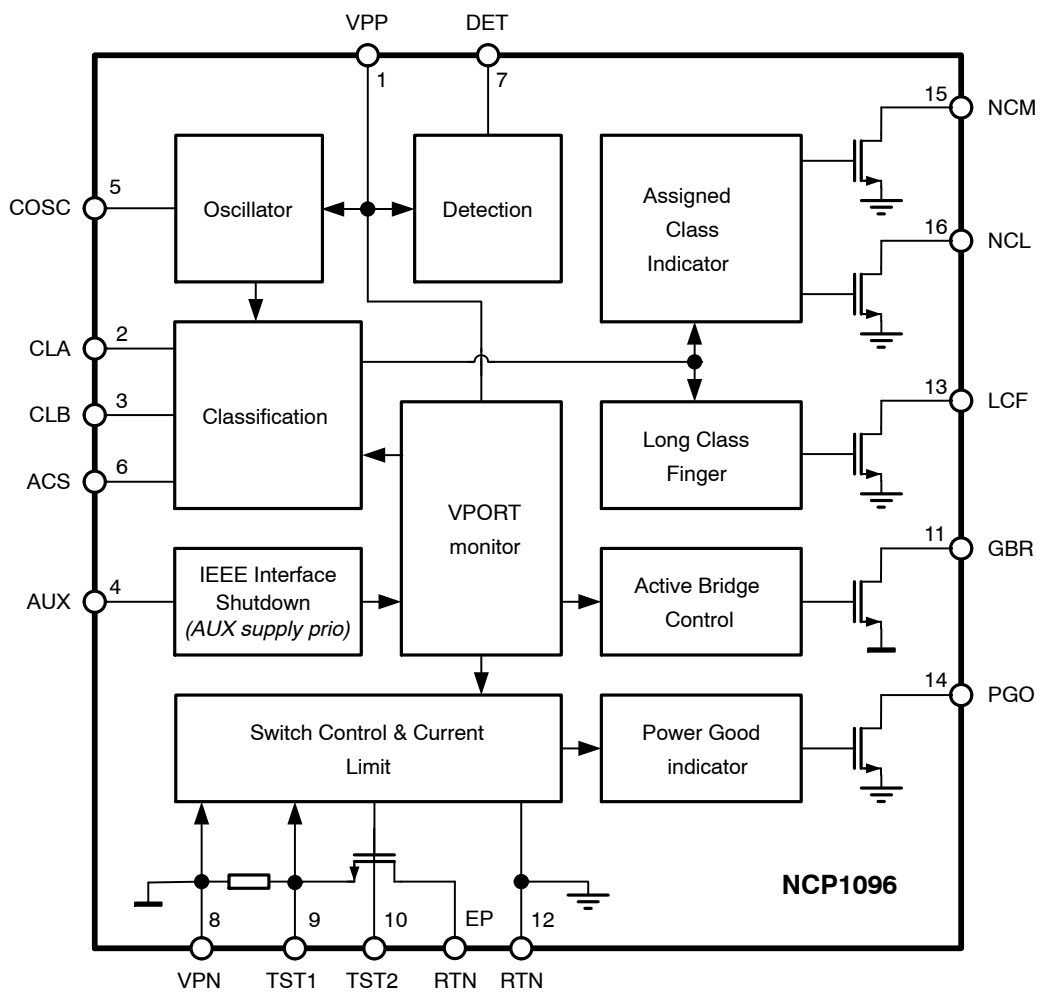 VPP
DET
1
7
15
NCM
5
COSC
Oscillator
Detection
Assigned
Class
Indicator
16
NCL
2
CLA
3
CLB
Classification
6
ACS
13
LCF
Long Class
Finger
VPORT
monitor
11
GBR
4
AUX
IEEE Interface
Shutdown
(AUX supply prio)
Active Bridge
Control
14
PGO
Switch Control & Current
Limit
Power Good
indicator
NCP1096
8
9
10
EP
12
VPN
TST1
TST2
RTN
RTN